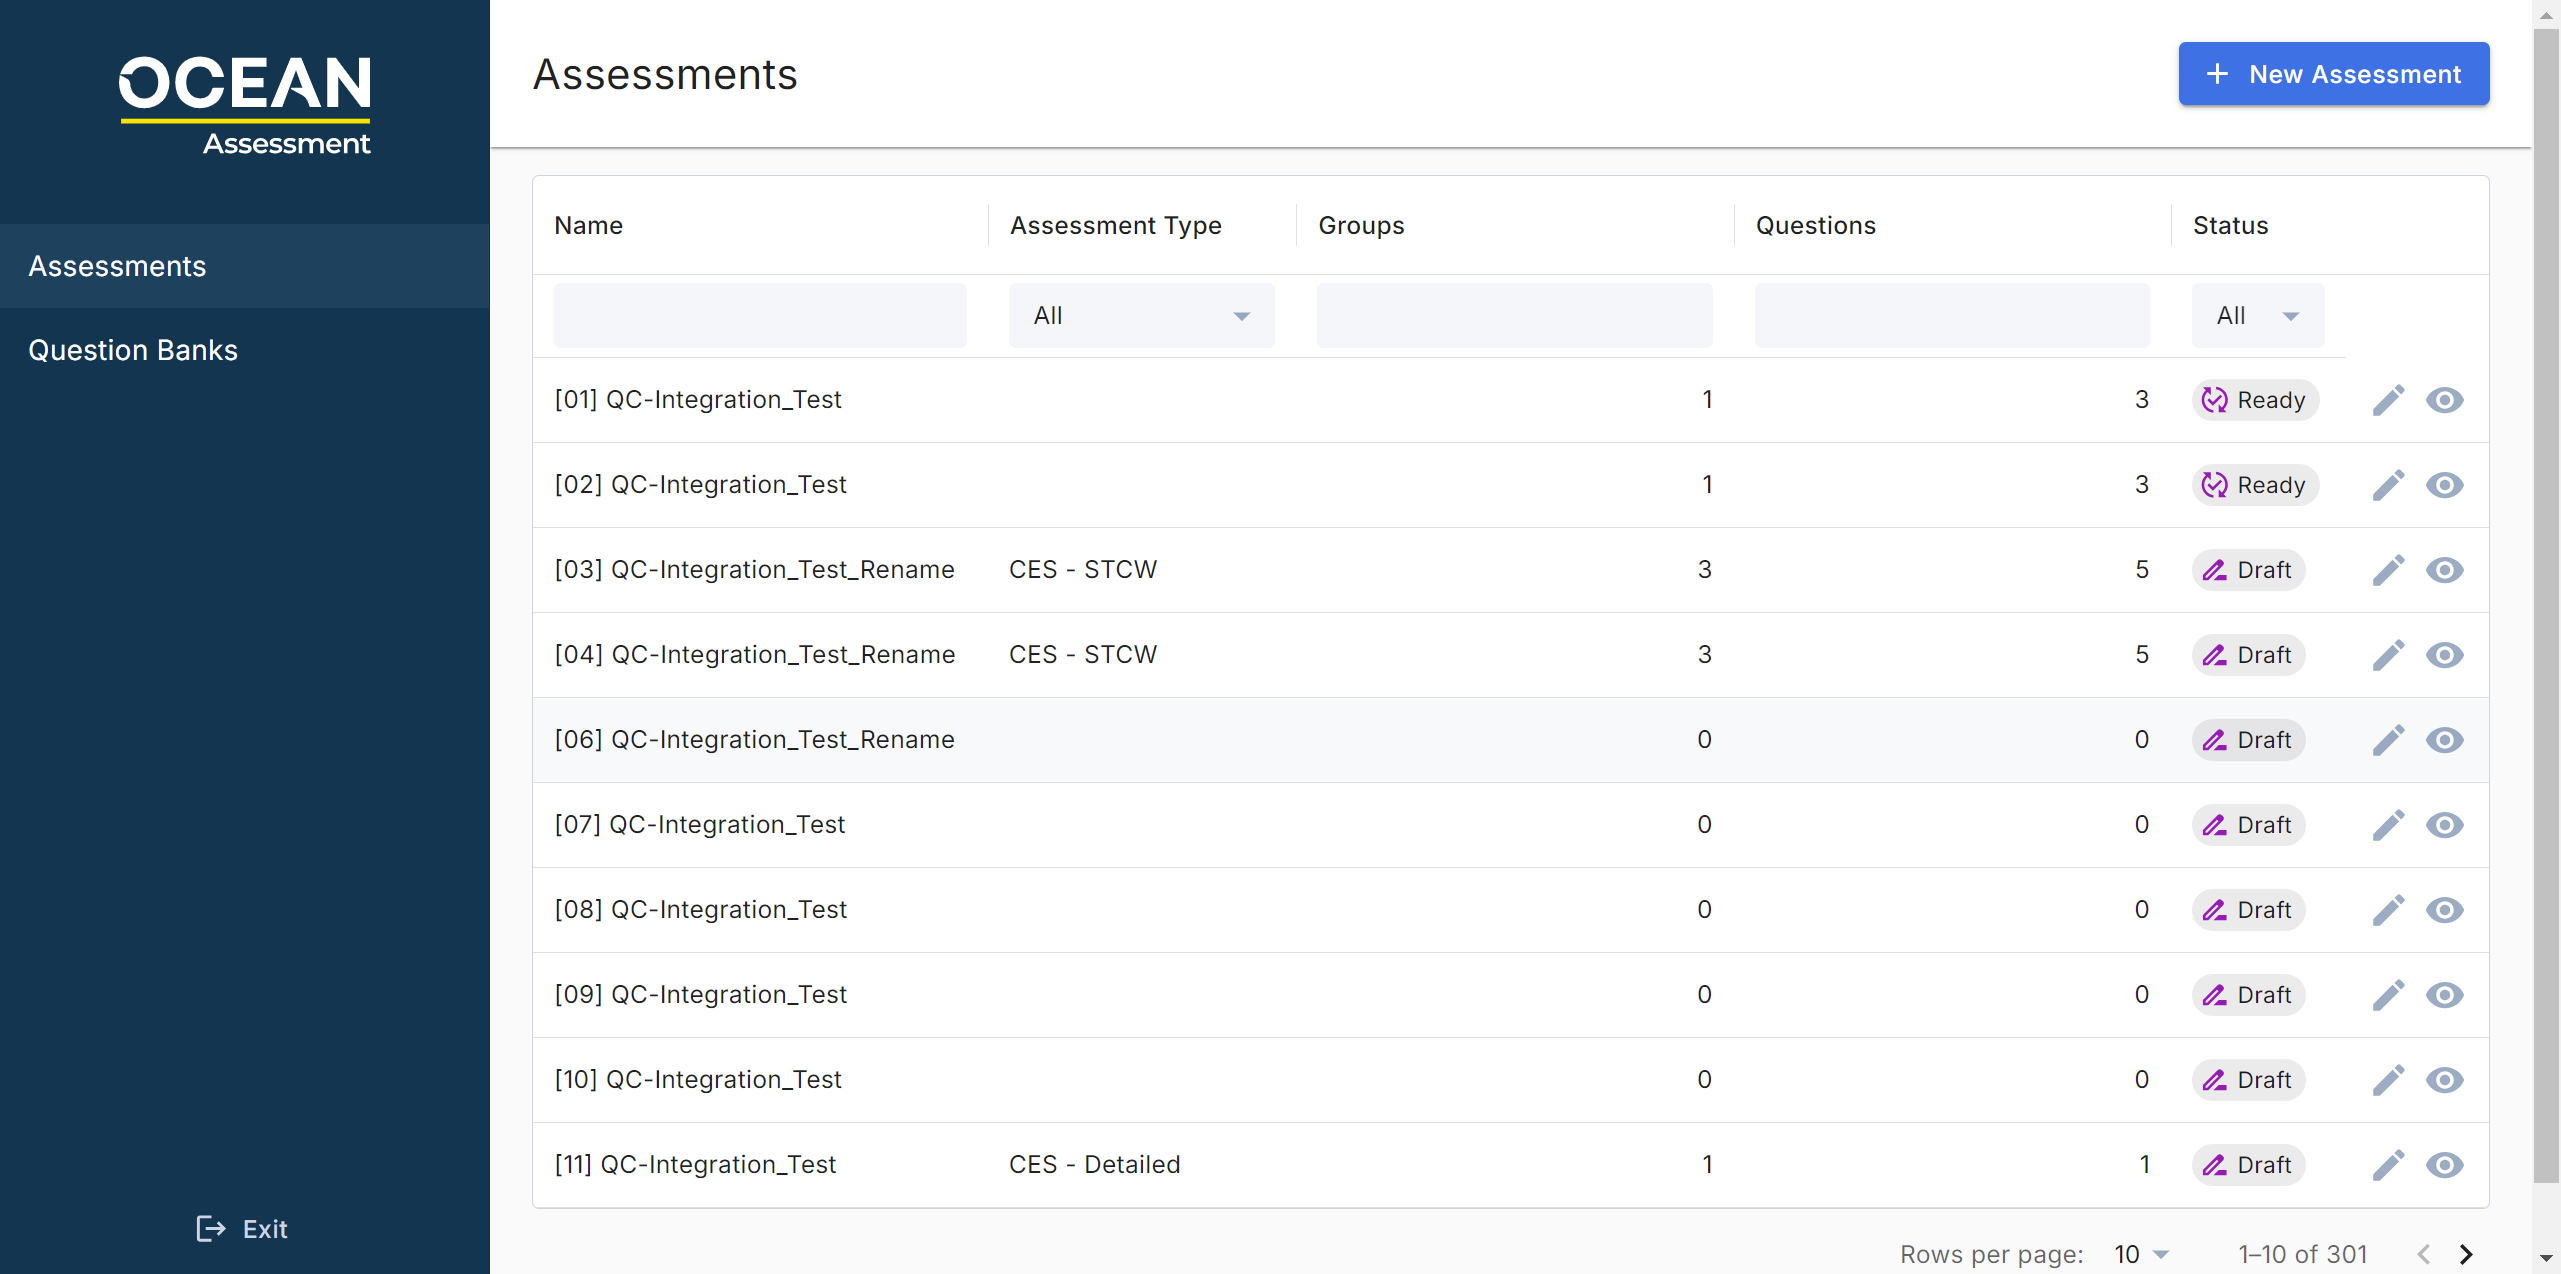 OCEAN
Assessment
Assessments
Question Banks
Exit
Assessments
New Assessment
Name Assessment Type Groups Questions Status
All All
[01] QC-Integration_Test 1 3 Ready
[02] QC-Integration_Test 1 3 Ready
[03] QC-Integration_Test_Rename CES - STCW 3 5 Draft
[04] QC-Integration_Test_Rename CES - STCW 3 5 Draft
[06] QC-Integration_Test_Rename 0 0 Draft
[07] QC-Integration_Test 0 0 Draft
[08] QC-Integration_Test 0 0 Draft
[09] QC-Integration_Test 0 0 Draft
[10] QC-Integration_Test 0 0 Draft
[11] QC-Integration_Test CES - Detailed 1 1 Draft
Rows per page: 10 1–10 of 301